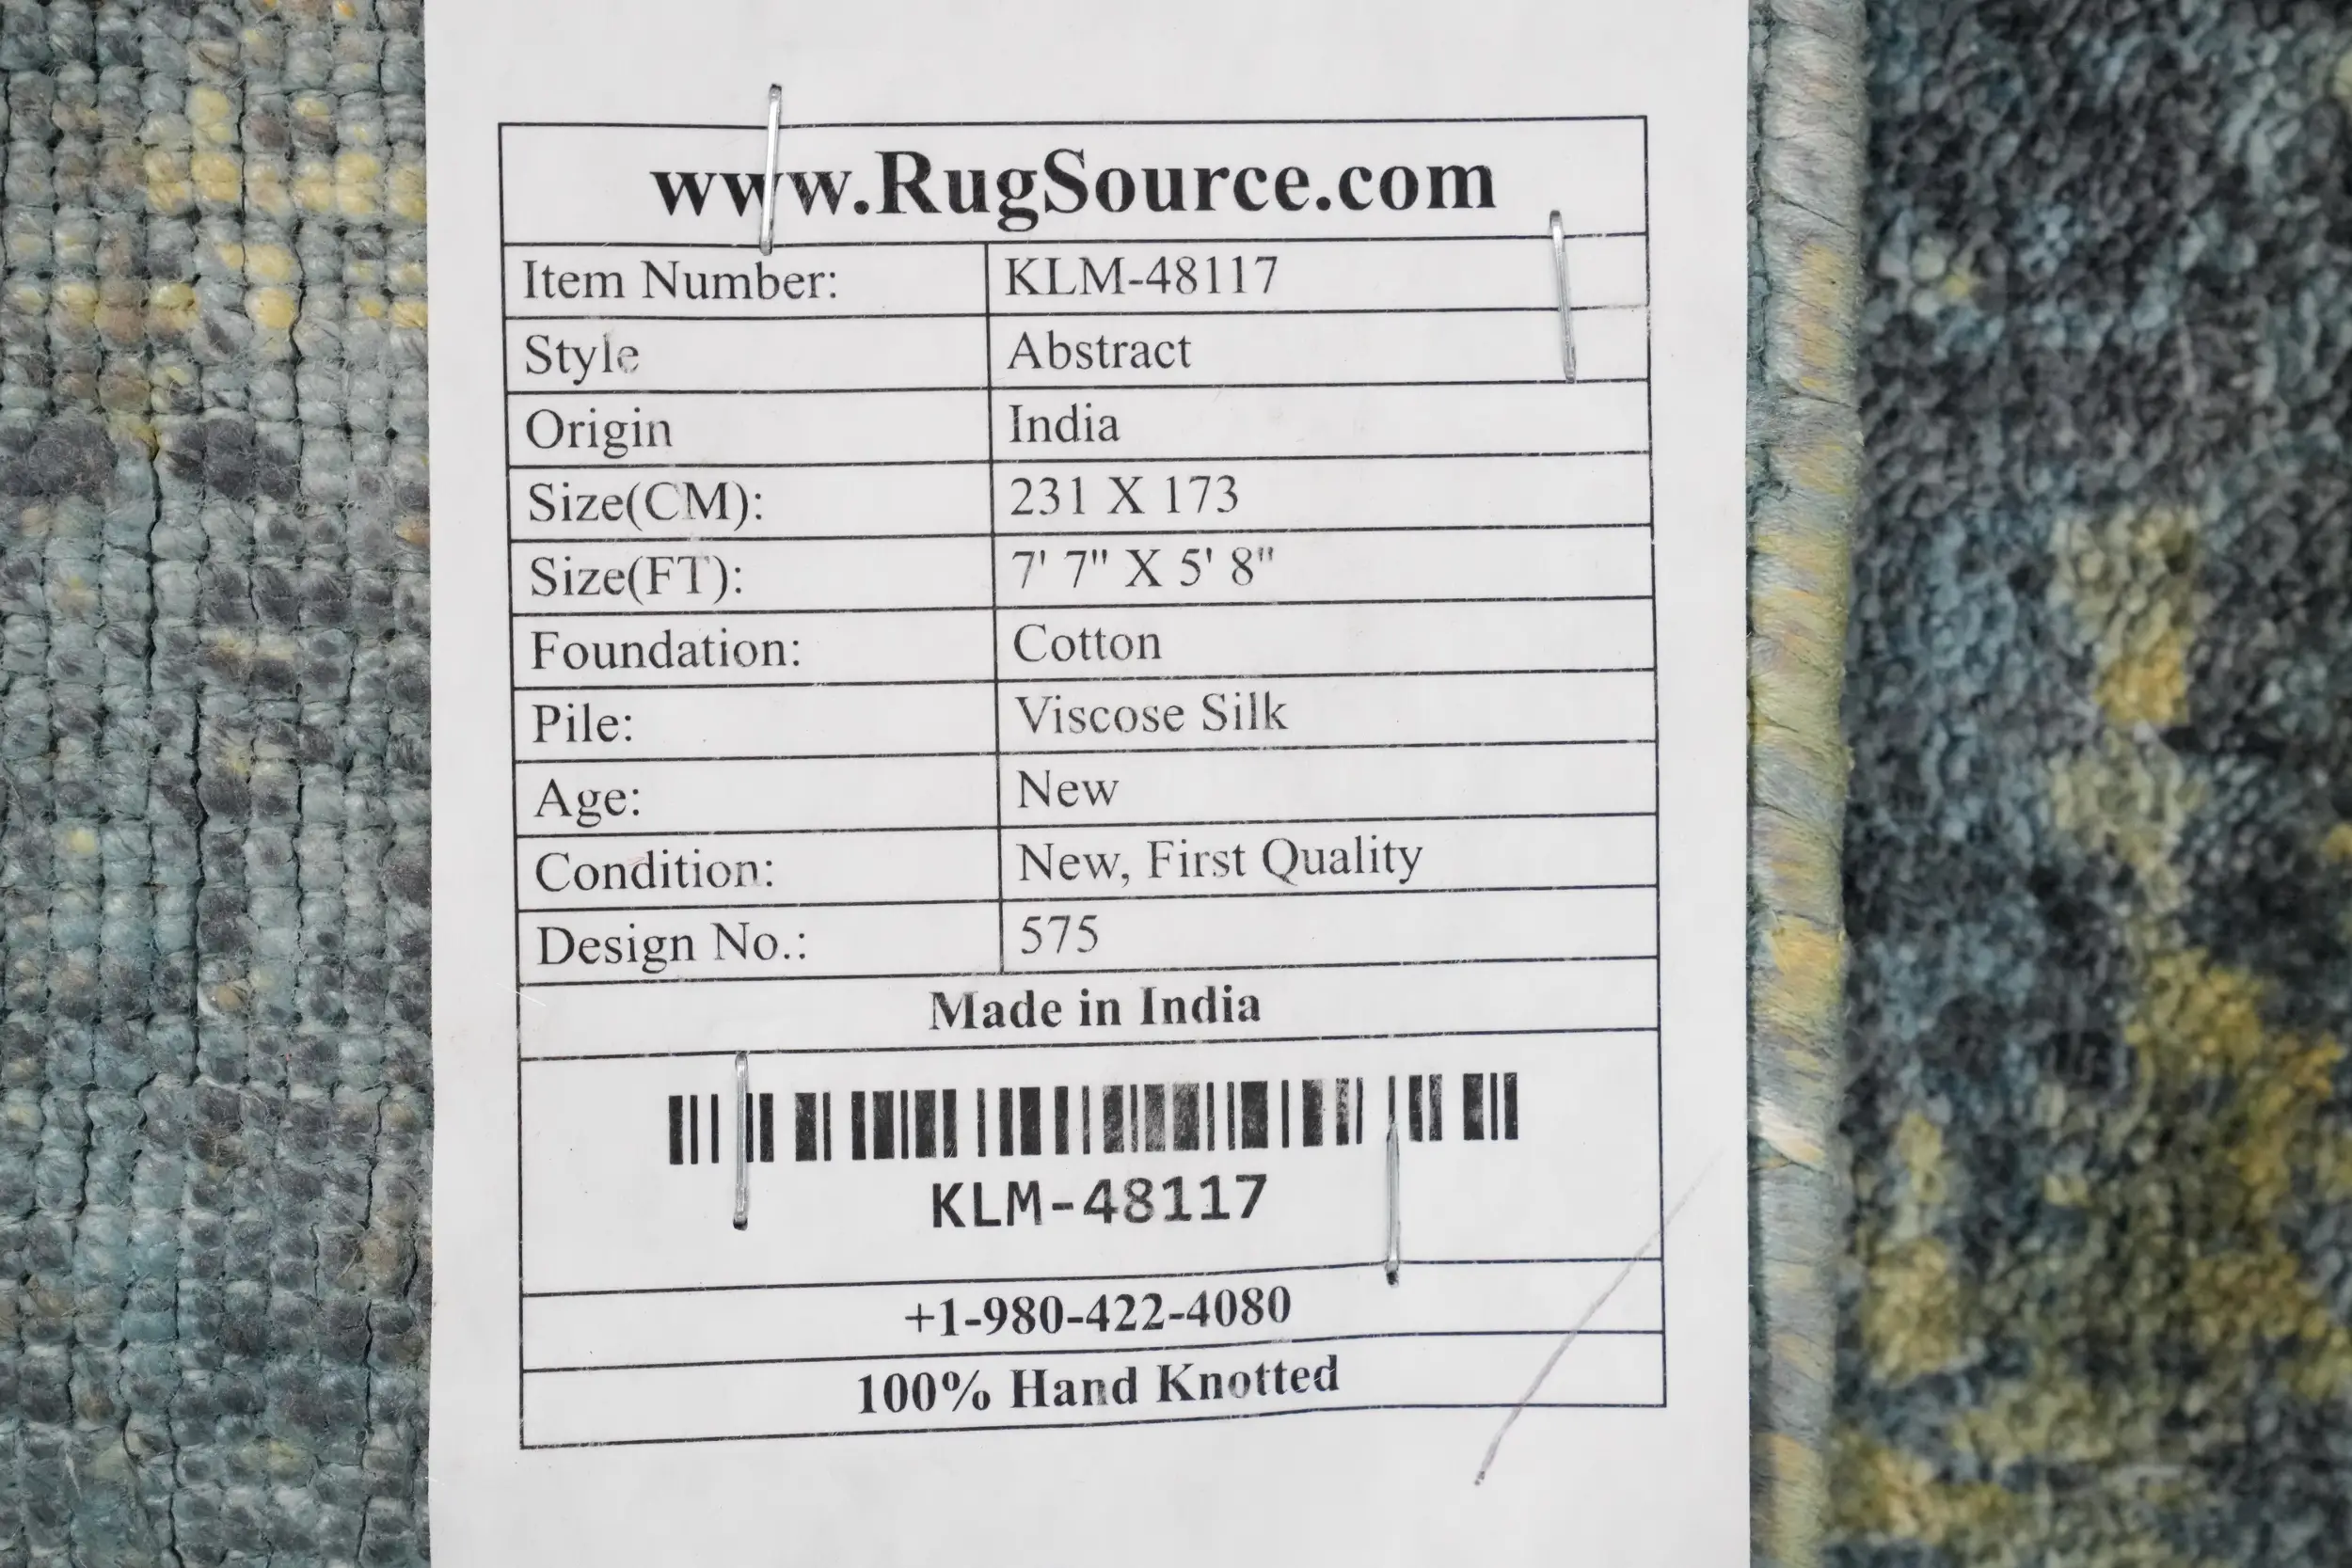 www.RugSource.com
Item Number: KLM-48117
Style Abstract
Origin India
Size(CM): 231 X 173
Size(FT): 7' 7" X 5' 8"
Foundation: Cotton
Pile: Viscose Silk
Age: New
Condition: New, First Quality
Design No.: 575
Made in India
KLM-48117
+1-980-422-4080
100% Hand Knotted